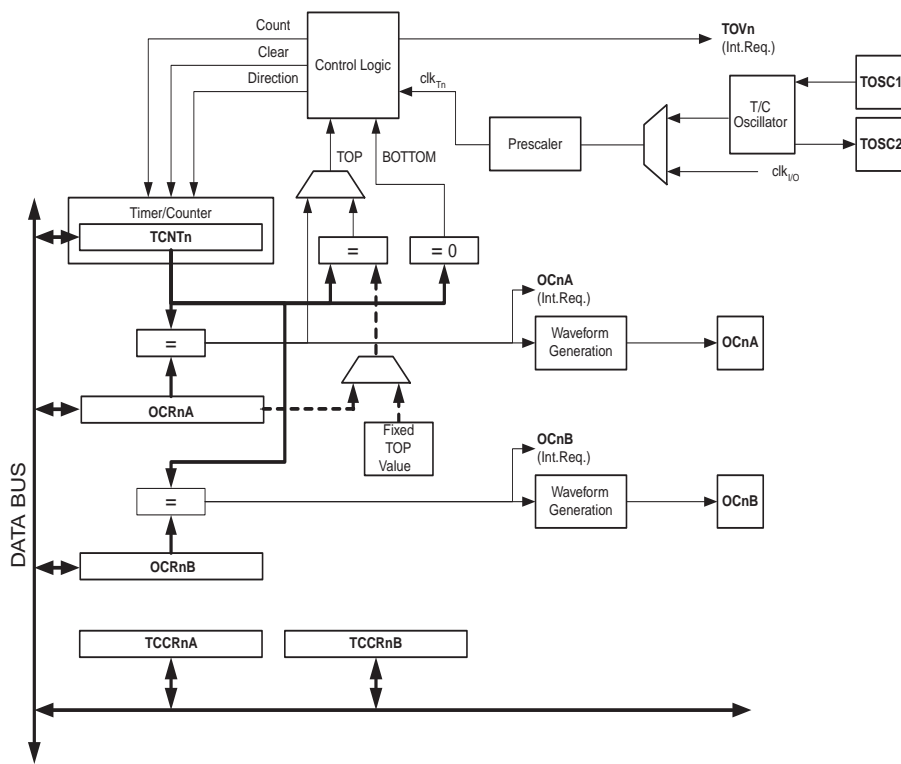 Count
Clear
Direction
Control Logic
clk_Tn
TOVn
(Int.Req.)
TOSC1
T/C
Oscillator
TOSC2
Prescaler
clk_I/O
TOP
BOTTOM
Timer/Counter
TCNTn
=
= 0
OCnA
(Int.Req.)
=
Waveform
Generation
OCnA
OCRnA
Fixed
TOP
Value
OCnB
(Int.Req.)
=
Waveform
Generation
OCnB
DATA BUS
OCRnB
TCCRnA
TCCRnB